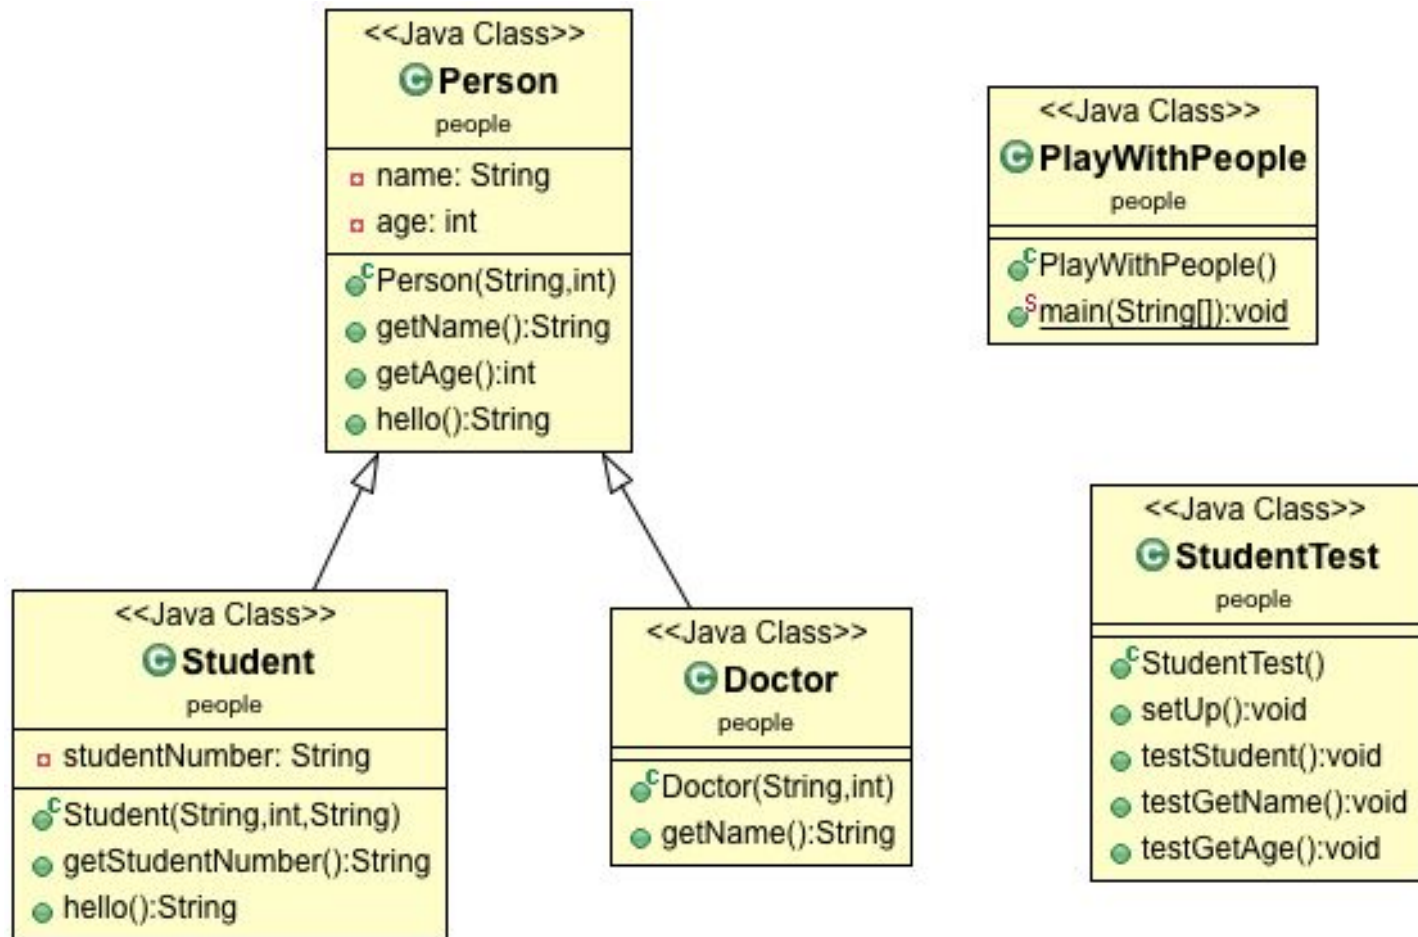 <<Java Class>>
Person
people
name: String
age: int
Person(String,int)
getName():String
getAge():int
hello():String
<<Java Class>>
PlayWithPeople
people
PlayWithPeople()
main(String[]):void
<<Java Class>>
Student
people
studentNumber: String
Student(String,int,String)
getStudentNumber():String
hello():String
<<Java Class>>
Doctor
people
Doctor(String,int)
getName():String
<<Java Class>>
StudentTest
people
StudentTest()
setUp():void
testStudent():void
testGetName():void
testGetAge():void